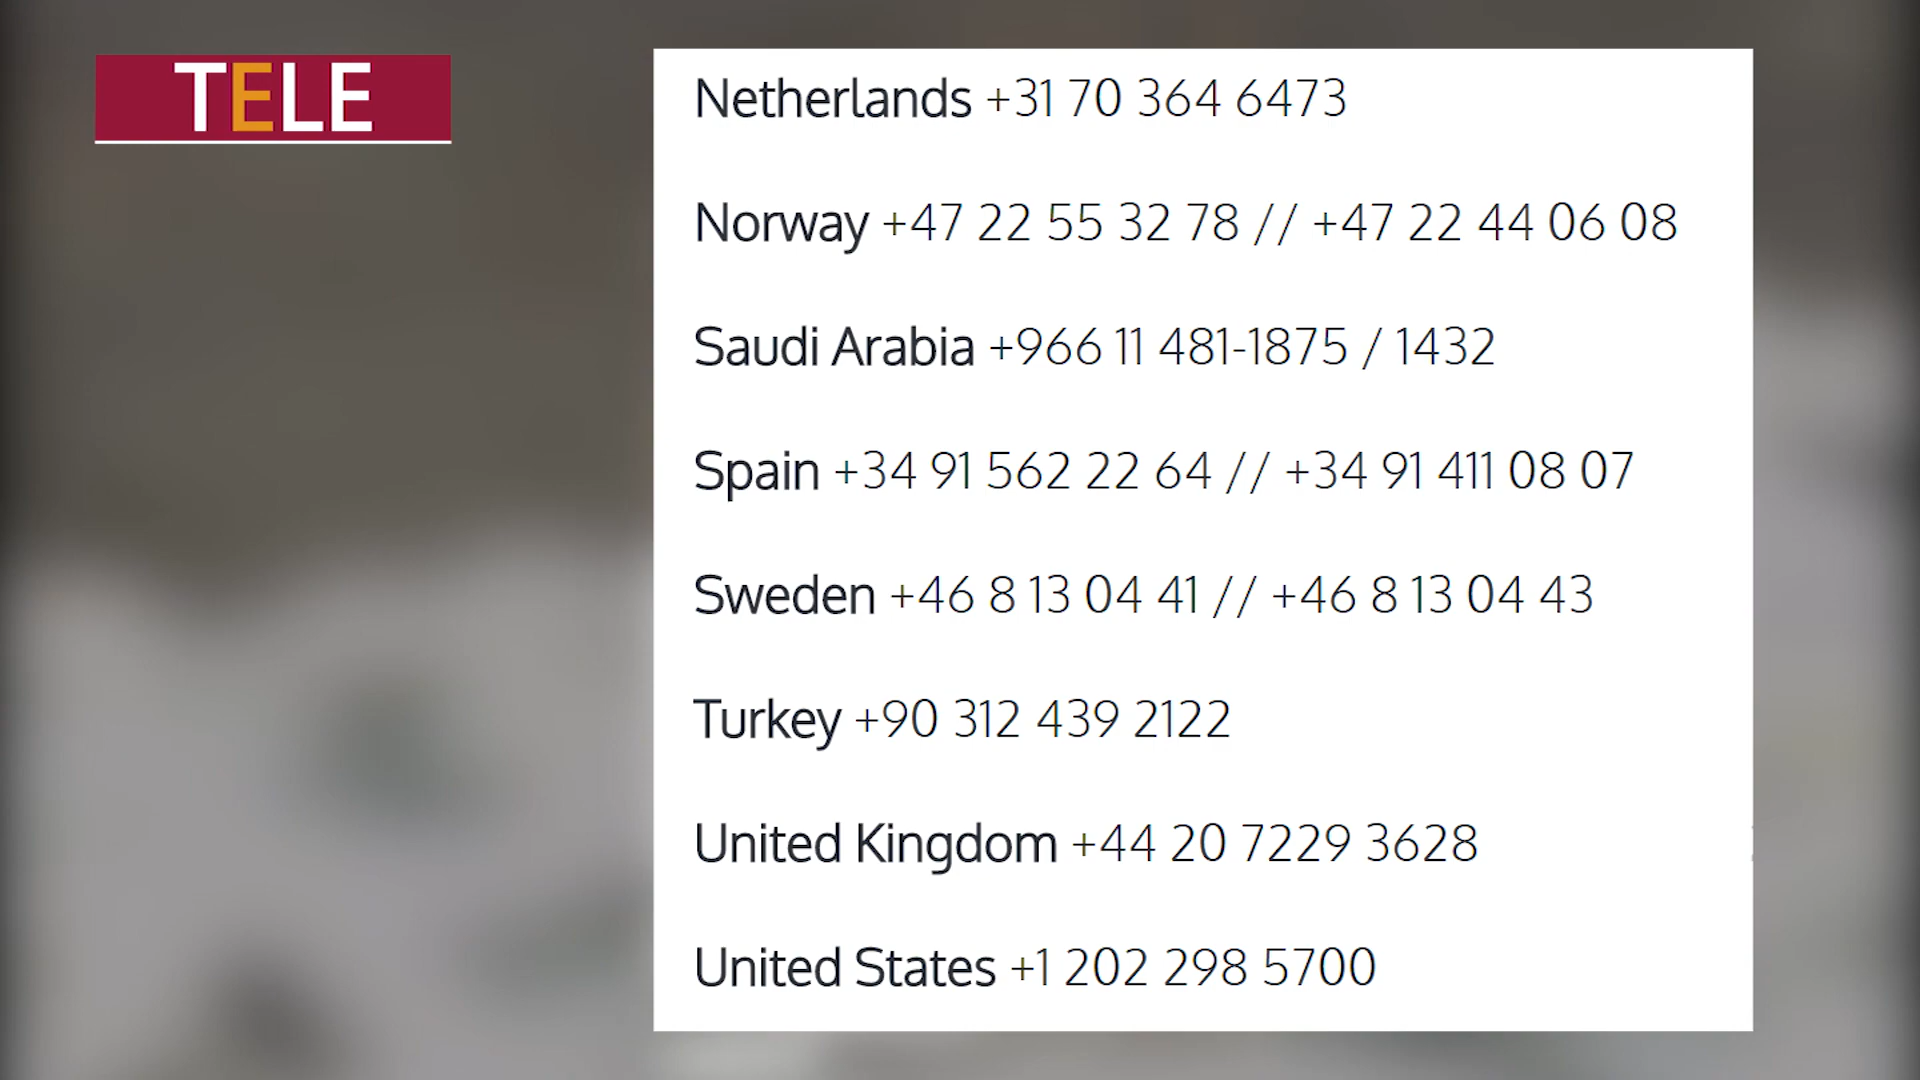 TELE
Netherlands +31 70 364 6473
Norway +47 22 55 32 78 // +47 22 44 06 08
Saudi Arabia +966 11 481-1875 / 1432
Spain +34 91 562 22 64 // +34 91 411 08 07
Sweden +46 8 13 04 41 // +46 8 13 04 43
Turkey +90 312 439 2122
United Kingdom +44 20 7229 3628
United States +1 202 298 5700